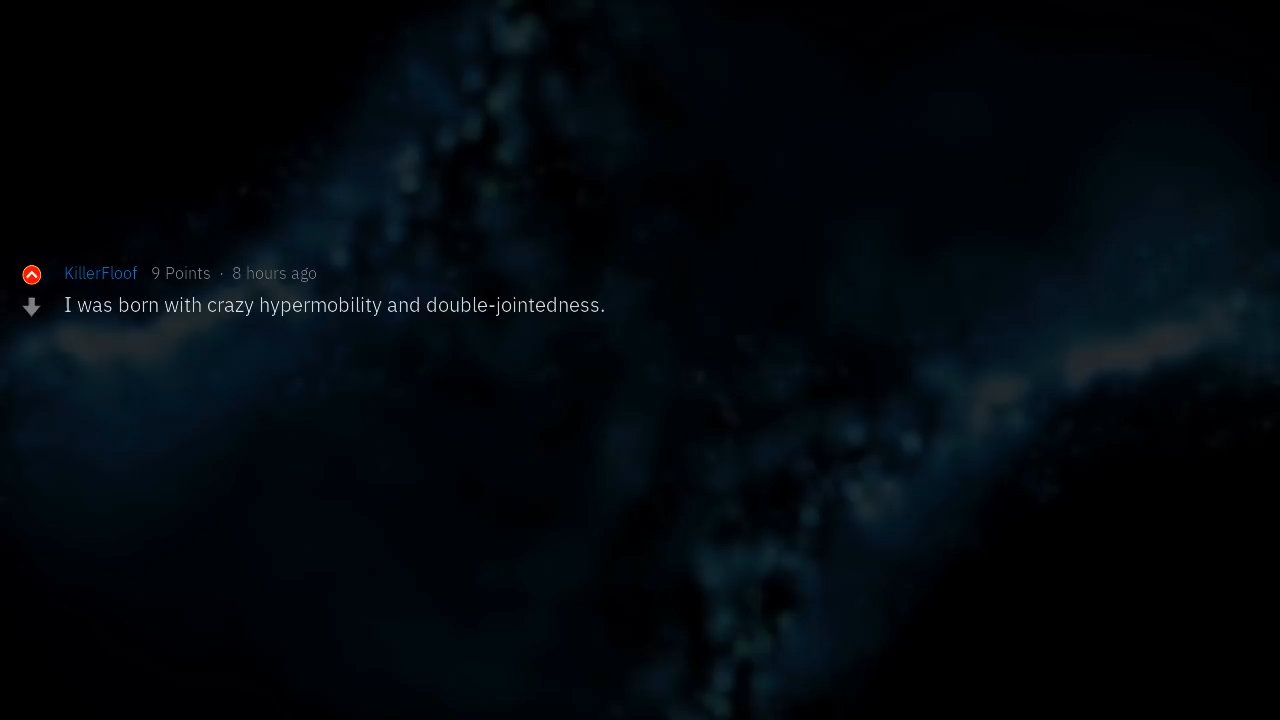 KillerFloof 9 Points · 8 hours ago
I was born with crazy hypermobility and double-jointedness.